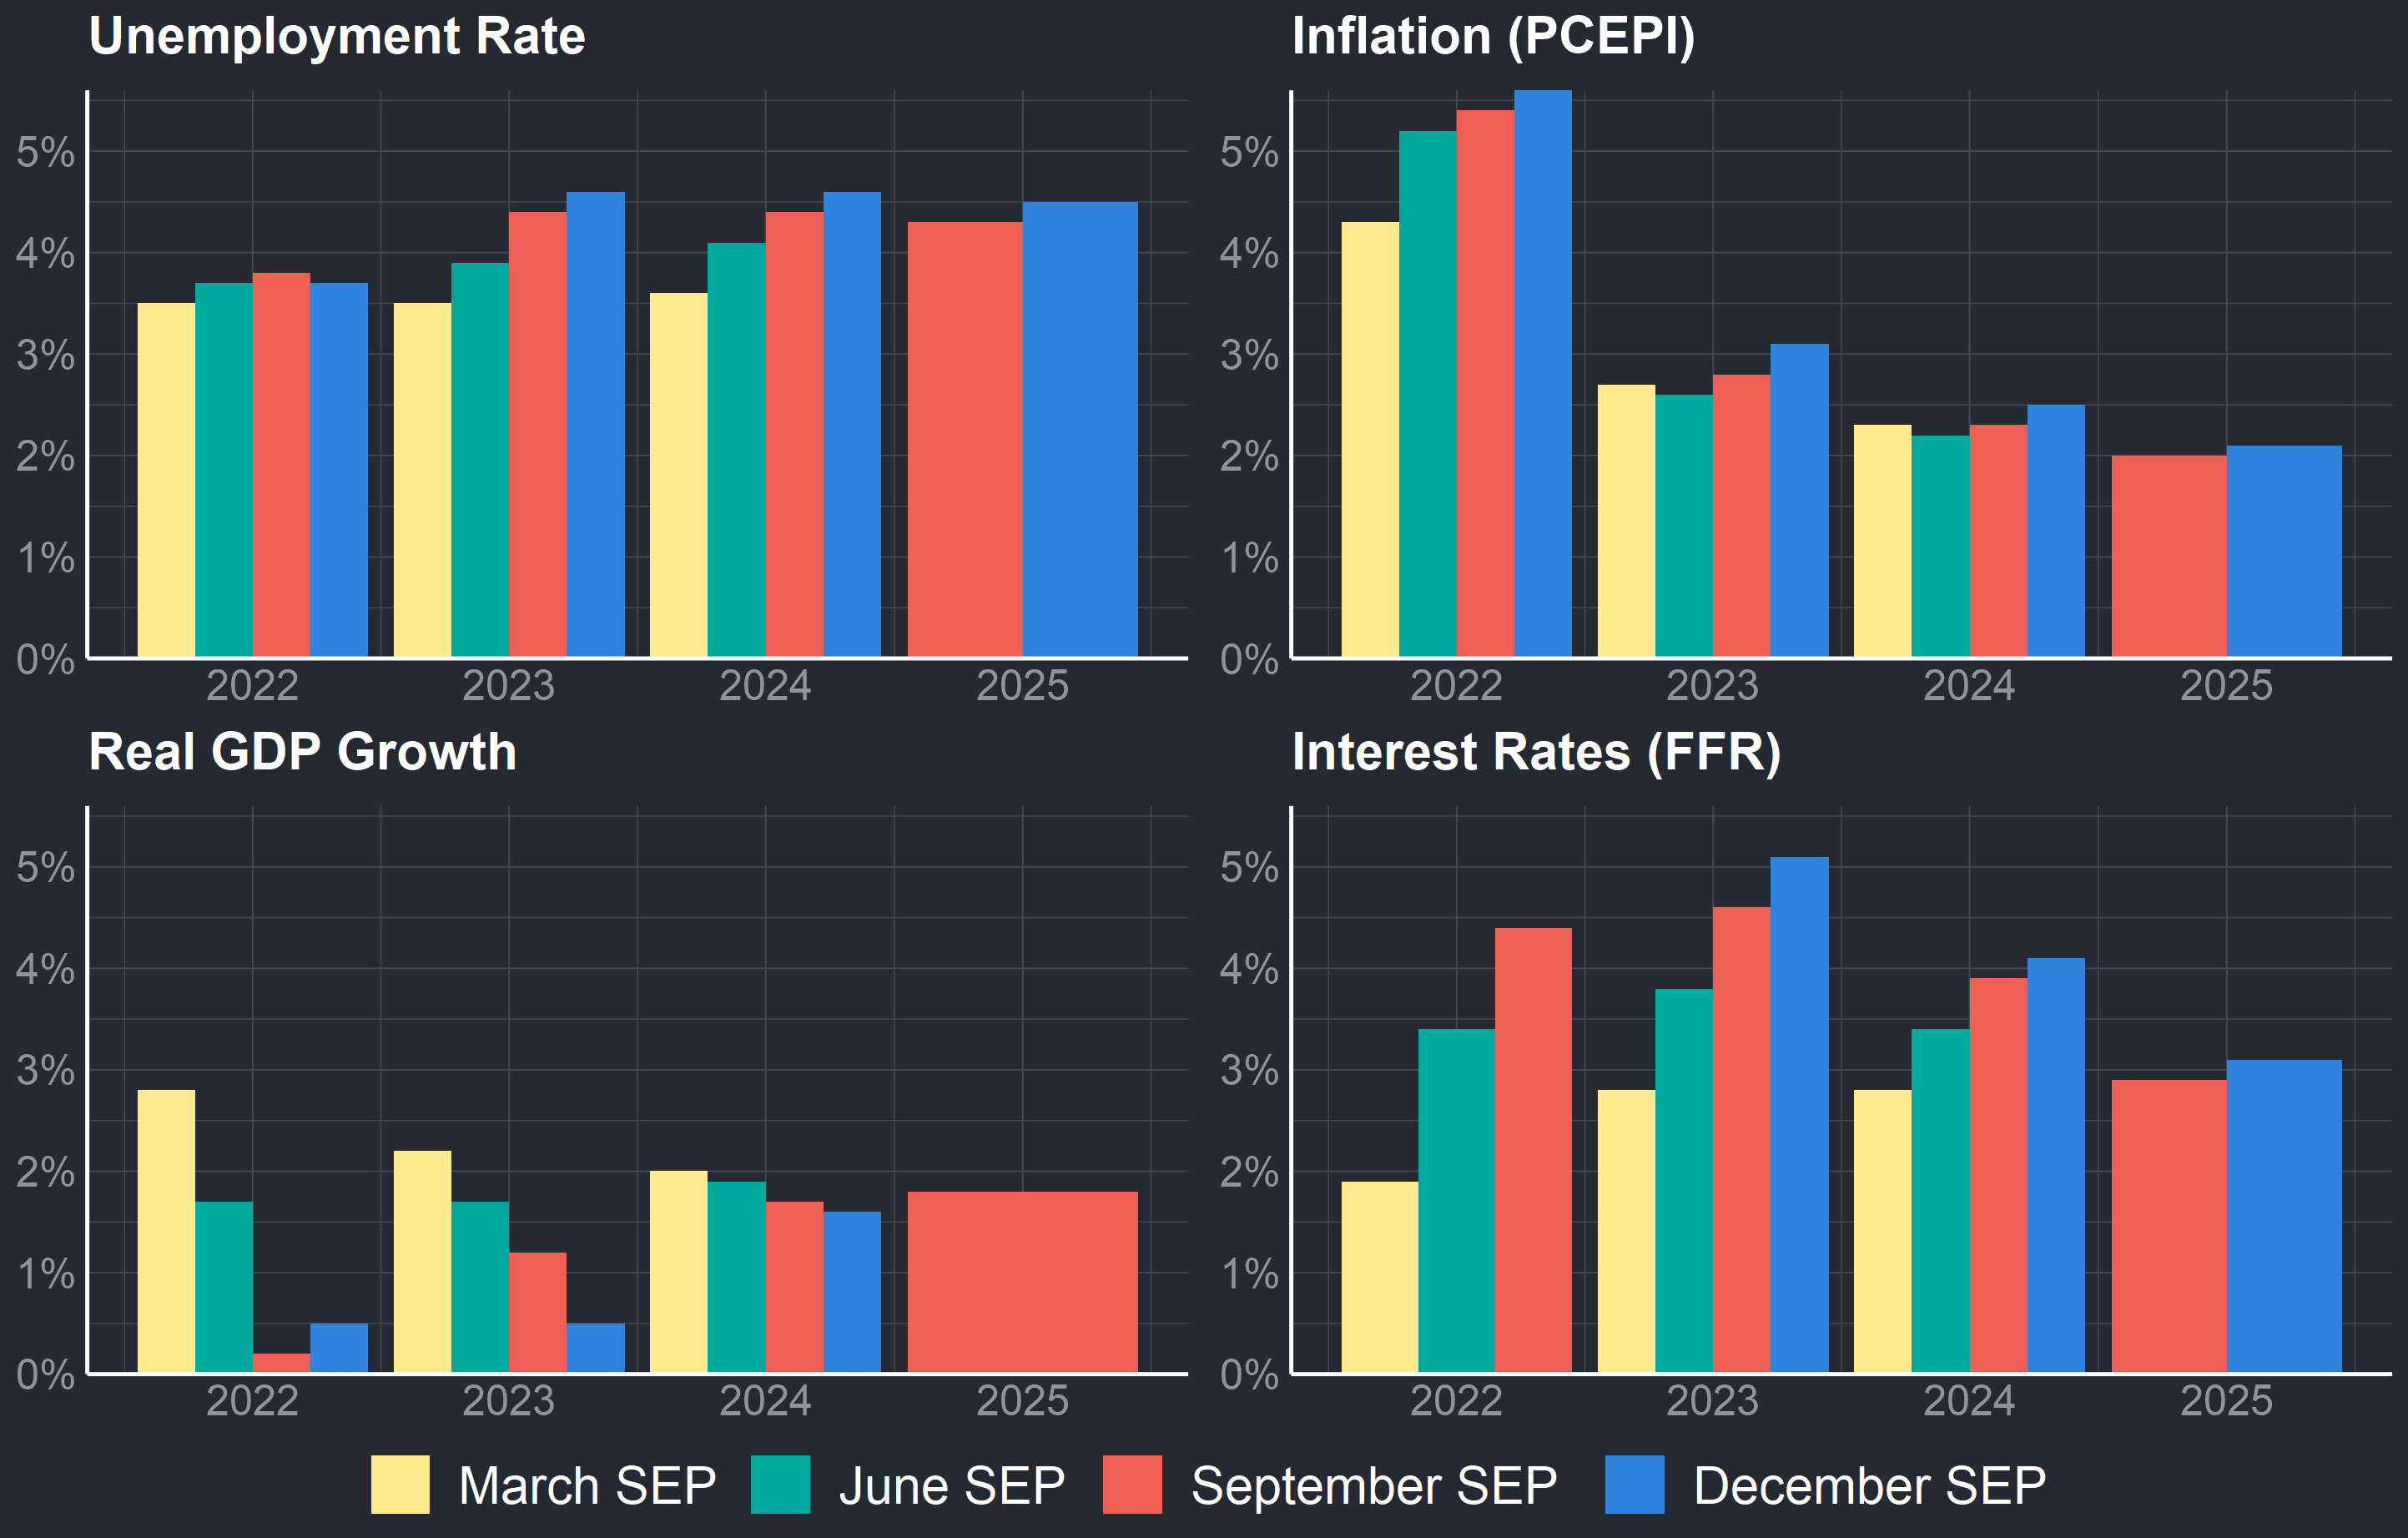 Unemployment Rate
5%
4%
3%
2%
1%
0%
2022 2023 2024 2025
Inflation (PCEPI)
5%
4%
3%
2%
1%
0%
2022 2023 2024 2025
Real GDP Growth
5%
4%
3%
2%
1%
0%
2022 2023 2024 2025
Interest Rates (FFR)
5%
4%
3%
2%
1%
0%
2022 2023 2024 2025
March SEP June SEP September SEP December SEP